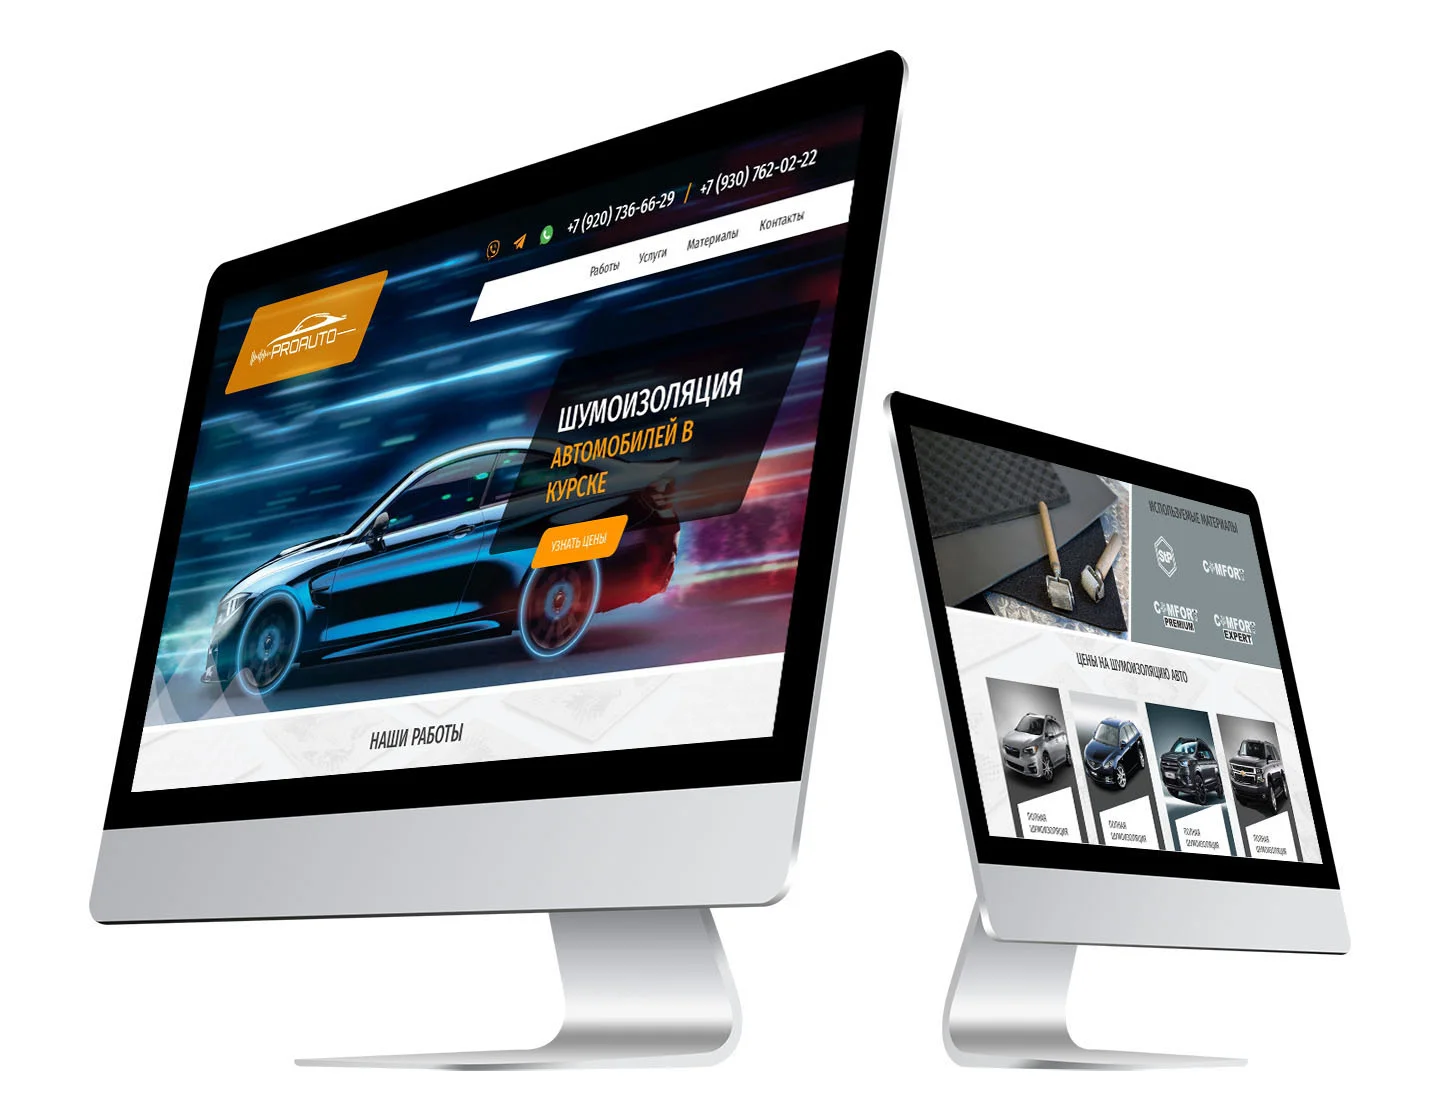 +7 (920) 736-66-29 / +7 (930) 762-02-22
Работы Услуги Материалы Контакты
PROAUTO
ШУМОИЗОЛЯЦИЯ
АВТОМОБИЛЕЙ В
КУРСКЕ
УЗНАТЬ ЦЕНЫ
НАШИ РАБОТЫ
ИСПОЛЬЗУЕМЫЕ МАТЕРИАЛЫ
StP
COMFORT
COMFORT
PREMIUM
COMFORT
EXPERT
ЦЕНЫ НА ШУМОИЗОЛЯЦИЮ АВТО
ПОЛНАЯ
ШУМОИЗОЛЯЦИЯ
ПОЛНАЯ
ШУМОИЗОЛЯЦИЯ
ПОЛНАЯ
ШУМОИЗОЛЯЦИЯ
ПОЛНАЯ
ШУМОИЗОЛЯЦИЯ